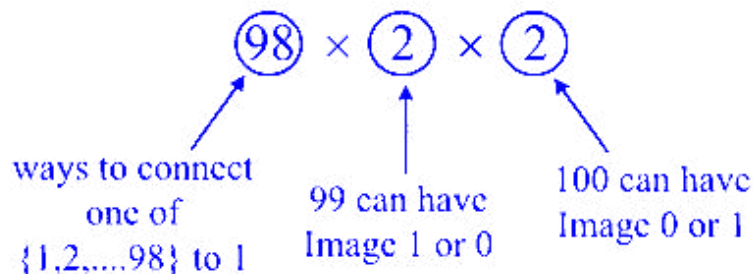 98 × 2 × 2
ways to connect
one of
{1,2,....98} to 1
99 can have
Image 1 or 0
100 can have
Image 0 or 1